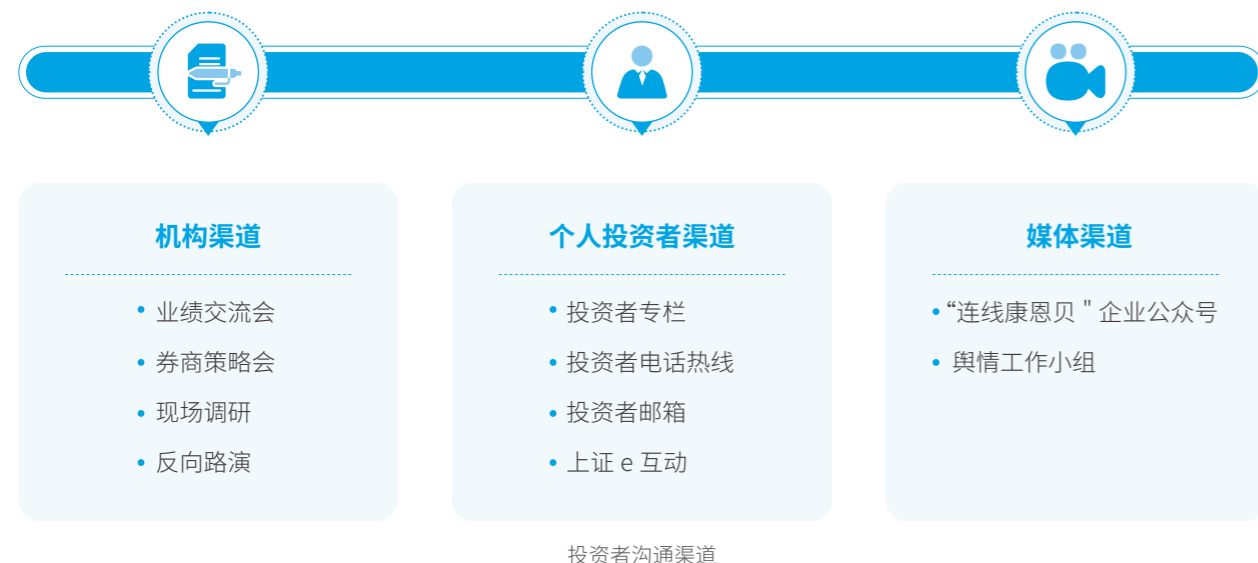 机构渠道
• 业绩交流会
• 券商策略会
• 现场调研
• 反向路演
个人投资者渠道
• 投资者专栏
• 投资者电话热线
• 投资者邮箱
• 上证 e 互动
媒体渠道
• “连线康恩贝 " 企业公众号
• 舆情工作小组
投资者沟通渠道